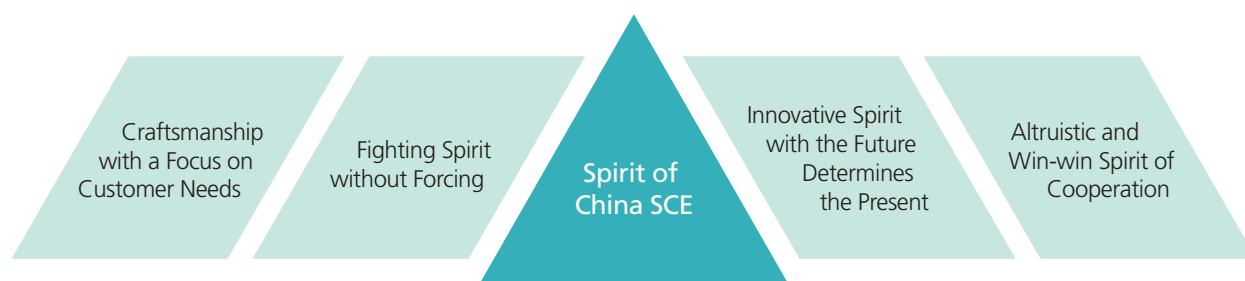 Craftsmanship
with a Focus on
Customer Needs
Fighting Spirit
without Forcing
Spirit of
China SCE
Innovative Spirit
with the Future
Determines
the Present
Altruistic and
Win-win Spirit of
Cooperation